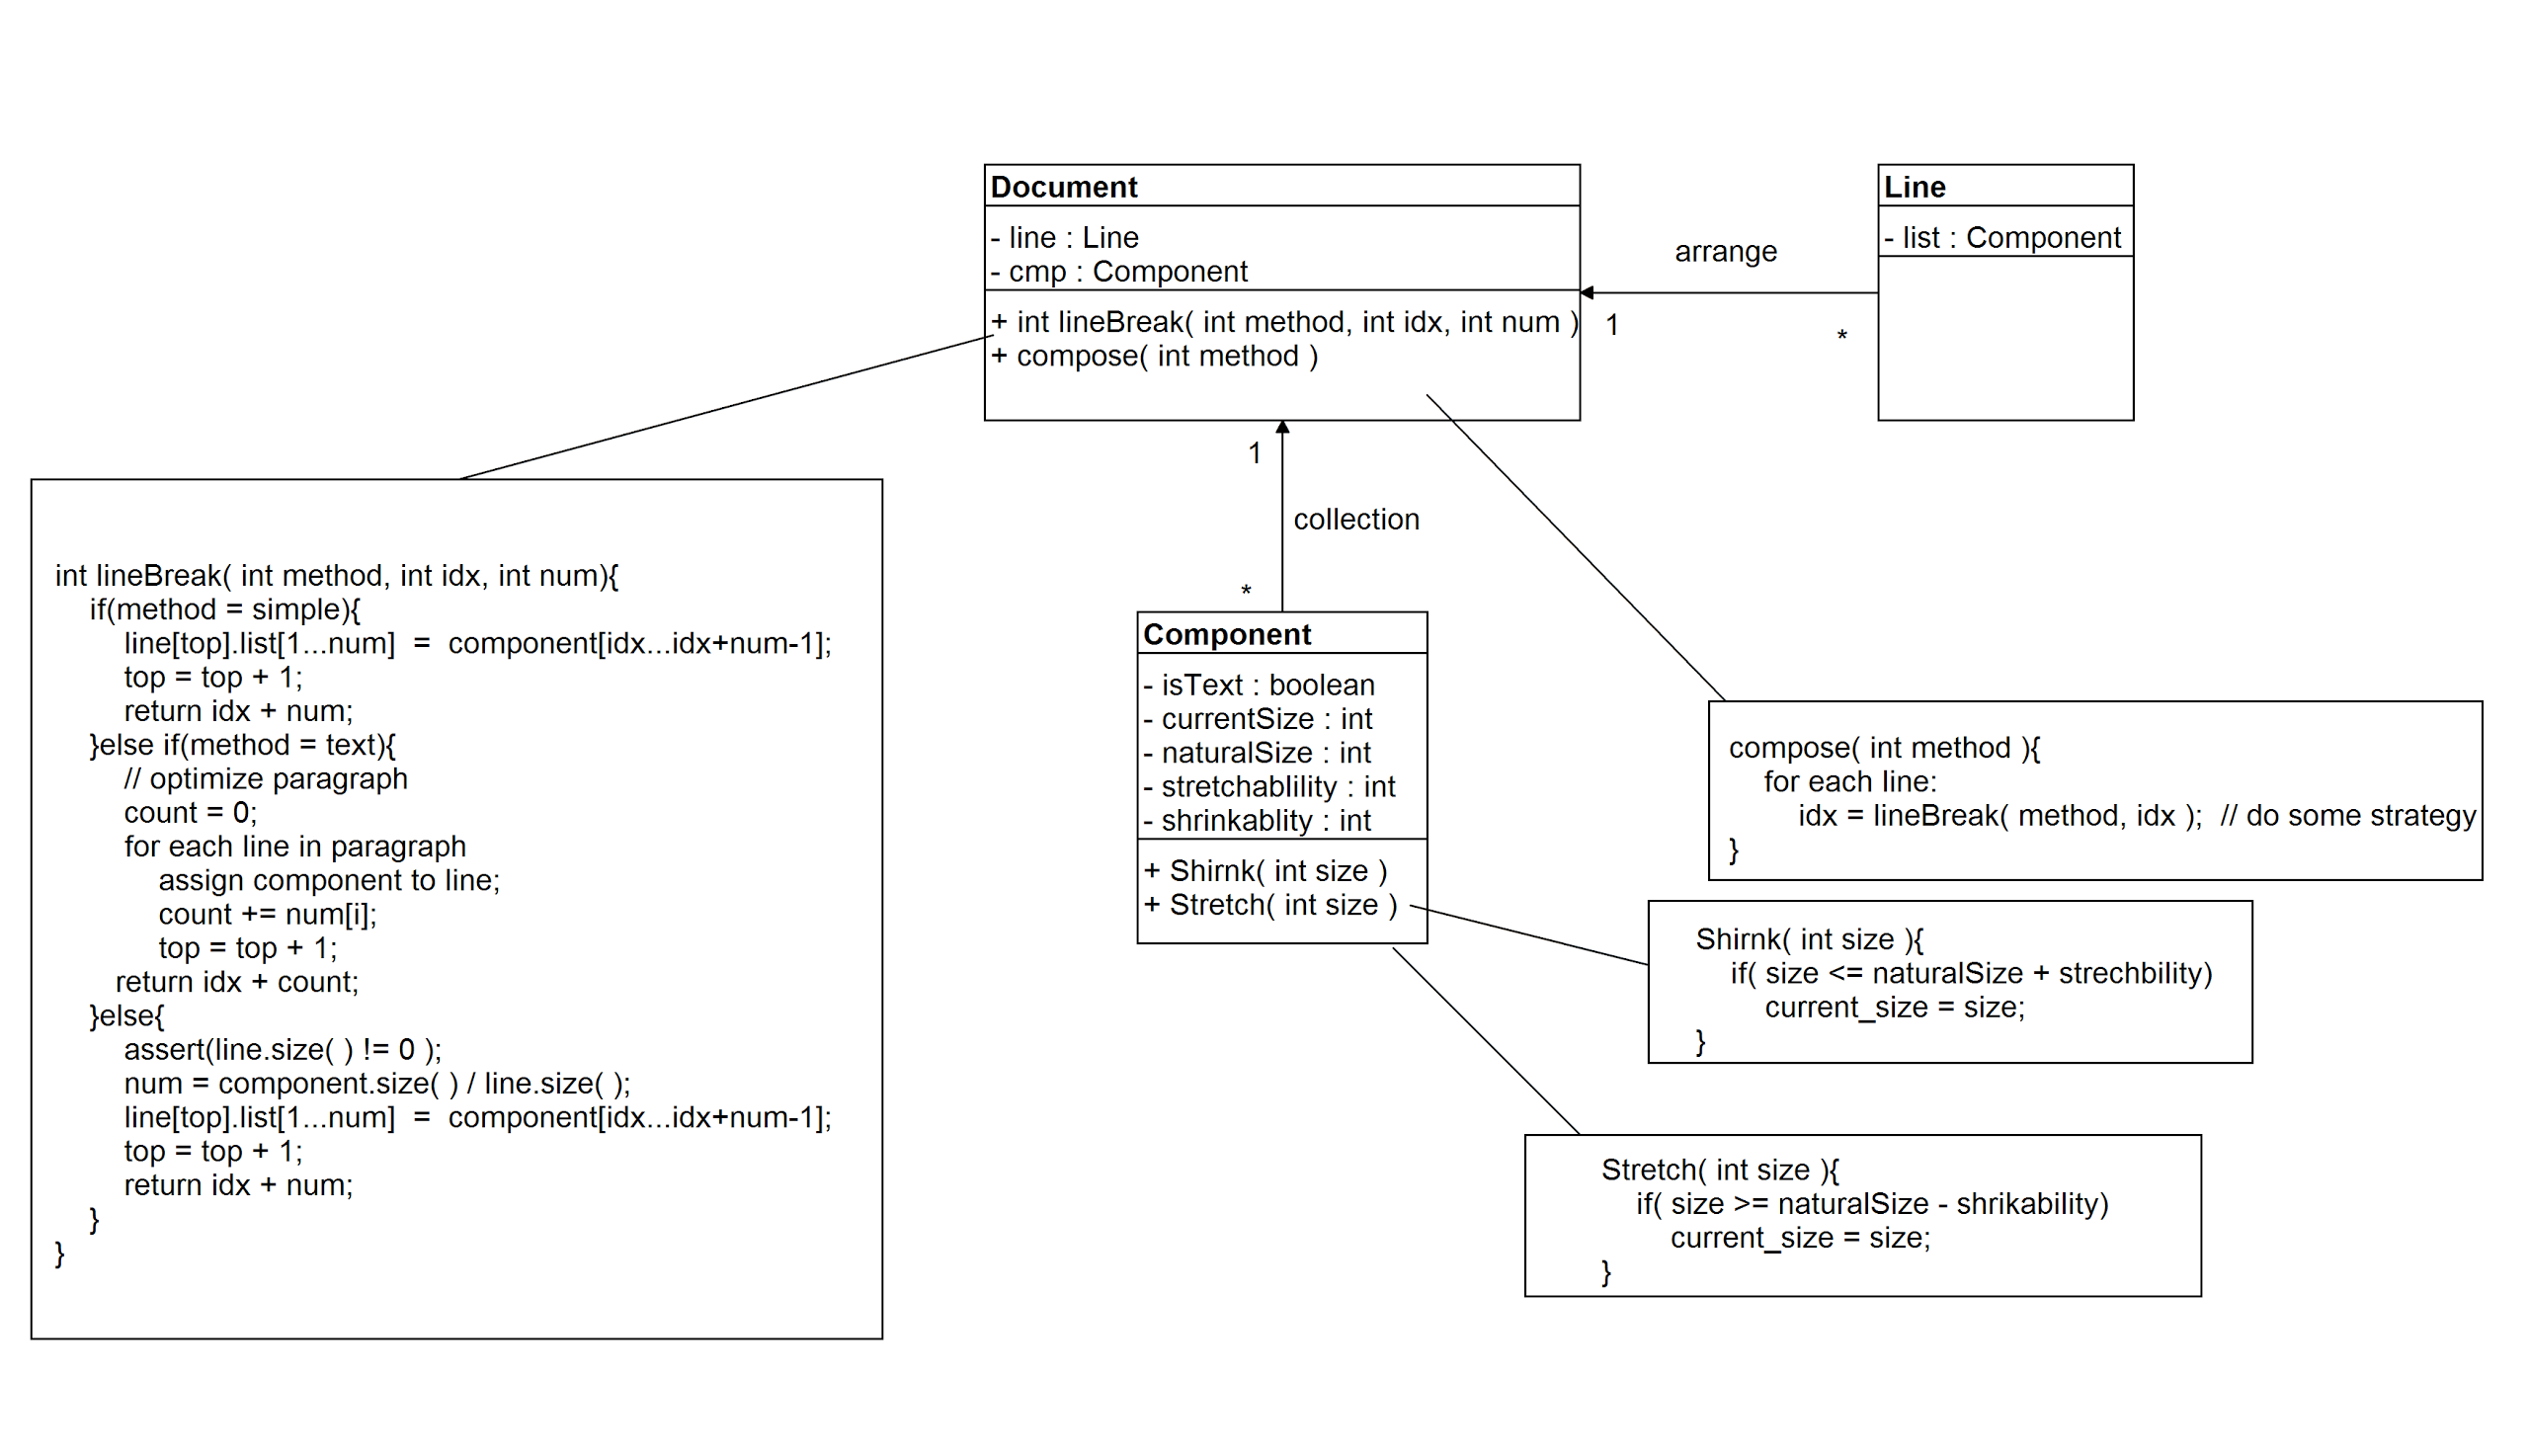 Document
- line : Line
- cmp : Component
+ int lineBreak( int method, int idx, int num )
+ compose( int method )
arrange
1
*
Line
- list : Component
1
collection
*
Component
- isText : boolean
- currentSize : int
- naturalSize : int
- stretchablility : int
- shrinkablity : int
+ Shirnk( int size )
+ Stretch( int size )
int lineBreak( int method, int idx, int num){
if(method = simple){
line[top].list[1...num]  =  component[idx...idx+num-1];
top = top + 1;
return idx + num;
}else if(method = text){
// optimize paragraph
count = 0;
for each line in paragraph
assign component to line;
count += num[i];
top = top + 1;
return idx + count;
}else{
assert(line.size( ) != 0 );
num = component.size( ) / line.size( );
line[top].list[1...num]  =  component[idx...idx+num-1];
top = top + 1;
return idx + num;
}
}
compose( int method ){
for each line:
idx = lineBreak( method, idx );  // do some strategy
}
Shirnk( int size ){
if( size <= naturalSize + strechbility)
current_size = size;
}
Stretch( int size ){
if( size >= naturalSize - shrikability)
current_size = size;
}